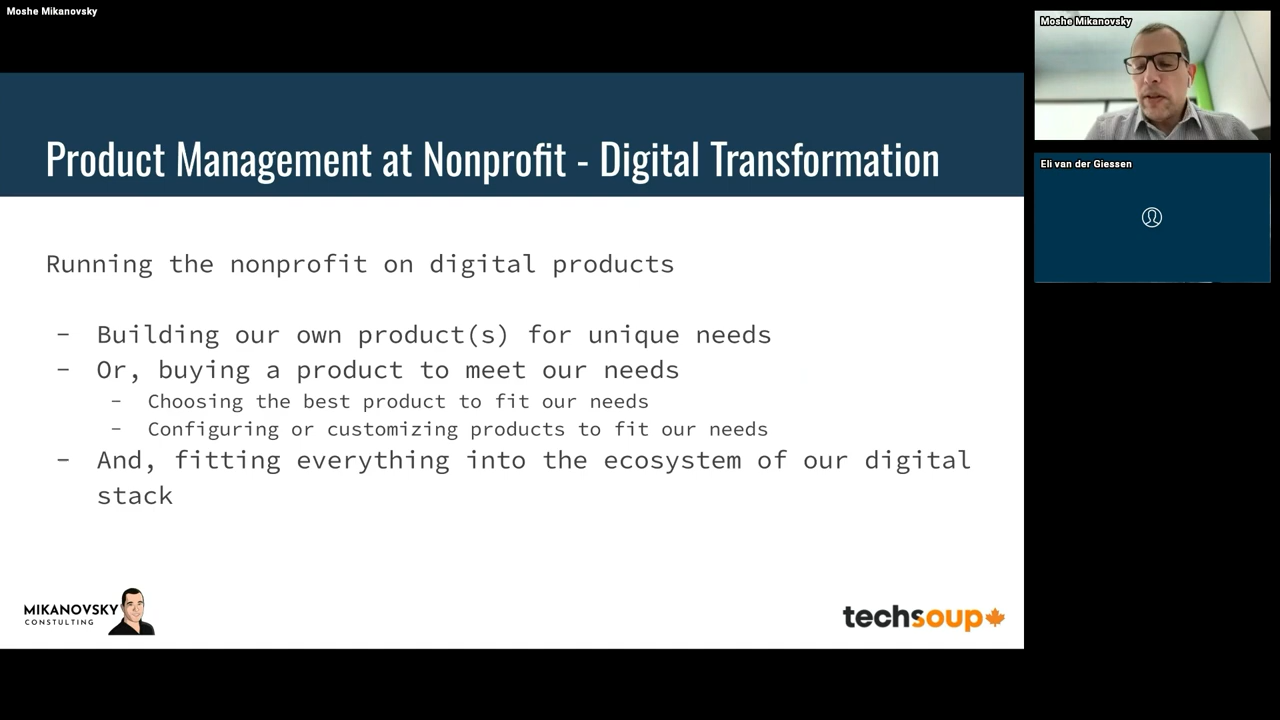 Moshe Mikanovsky
Product Management at Nonprofit - Digital Transformation
Running the nonprofit on digital products
- Building our own product(s) for unique needs
- Or, buying a product to meet our needs
- Choosing the best product to fit our needs
- Configuring or customizing products to fit our needs
- And, fitting everything into the ecosystem of our digital
stack
MIKANOVSKY
CONSTULTING
techsoup
Moshe Mikanovsky
Eli van der Giessen